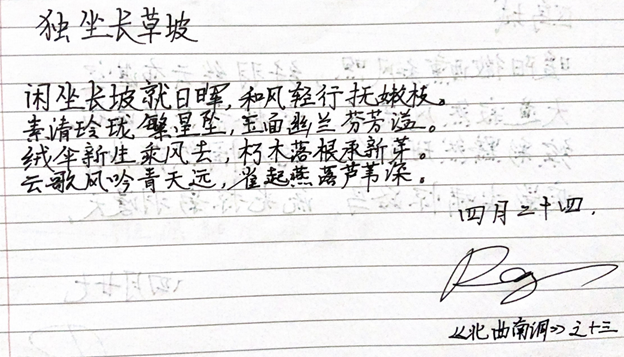 独坐长草坡
闲坐长坡就日晖，和风轻行抚嫩枝。
素清玲珑繁星坠，玉面幽兰芬芳溢。
绒伞新生乘风去，朽木落根承新芽。
云歌风吟青天远，雀起燕落芦苇深。
四月二十四.
《北曲南调》之十三